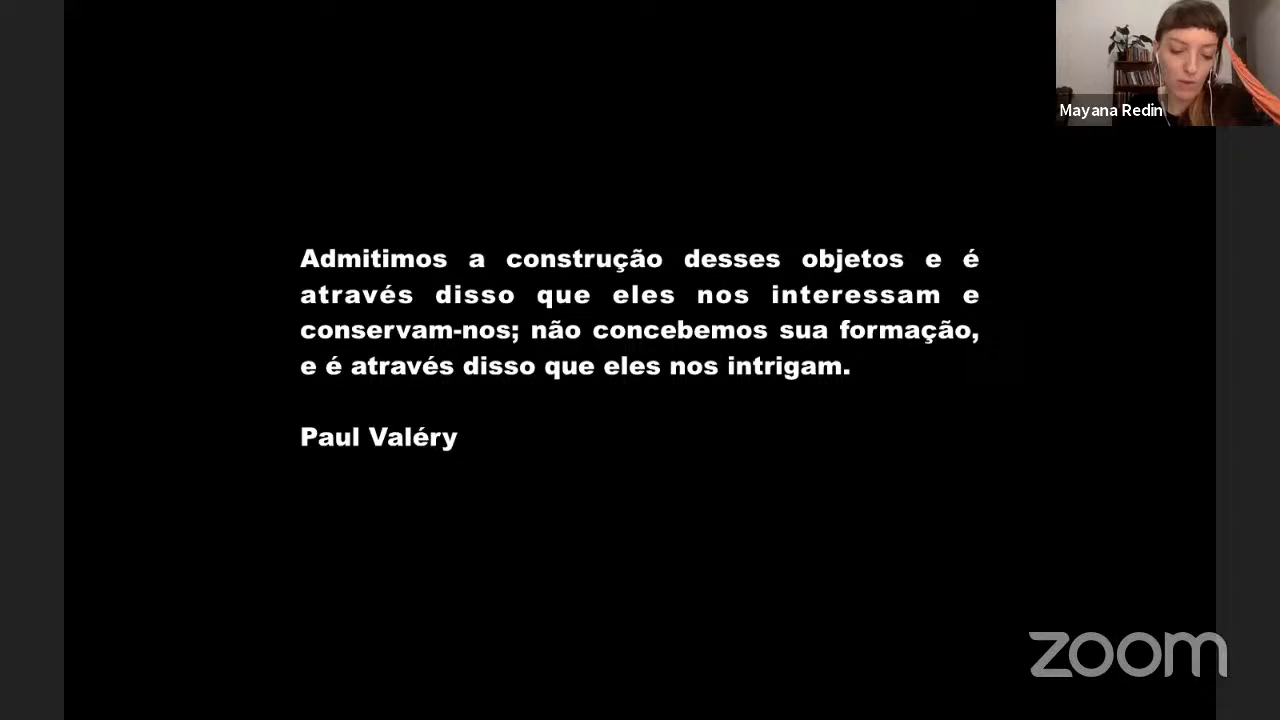 Mayana Redin
Admitimos a construção desses objetos e é
através disso que eles nos interessam e
conservam-nos; não concebemos sua formação,
e é através disso que eles nos intrigam.
Paul Valéry
zoom